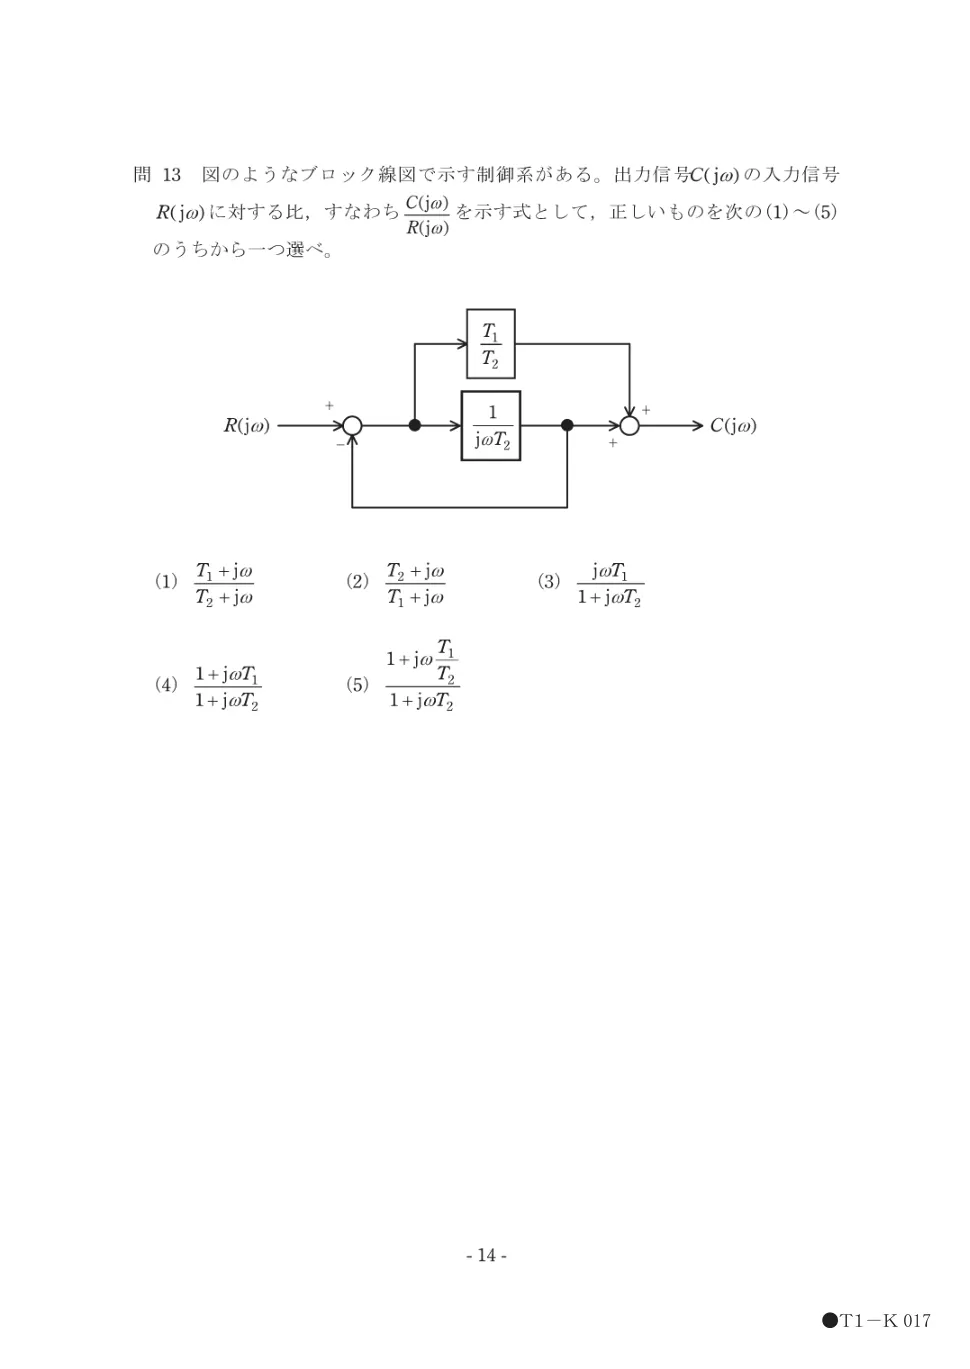 問 13　図のようなブロック線図で示す制御系がある。出力信号C(jω)の入力信号
R(jω)に対する比，すなわち C(jω)/R(jω) を示す式として，正しいものを次の(1)～(5)
のうちから一つ選べ。
T₁/T₂
R(jω) + − 1/(jωT₂) + + C(jω)
(1) (T₁+jω)/(T₂+jω) (2) (T₂+jω)/(T₁+jω) (3) jωT₁/(1+jωT₂)
(4) (1+jωT₁)/(1+jωT₂) (5) (1+jω T₁/T₂)/(1+jωT₂)
- 14 -
●T1－K 017